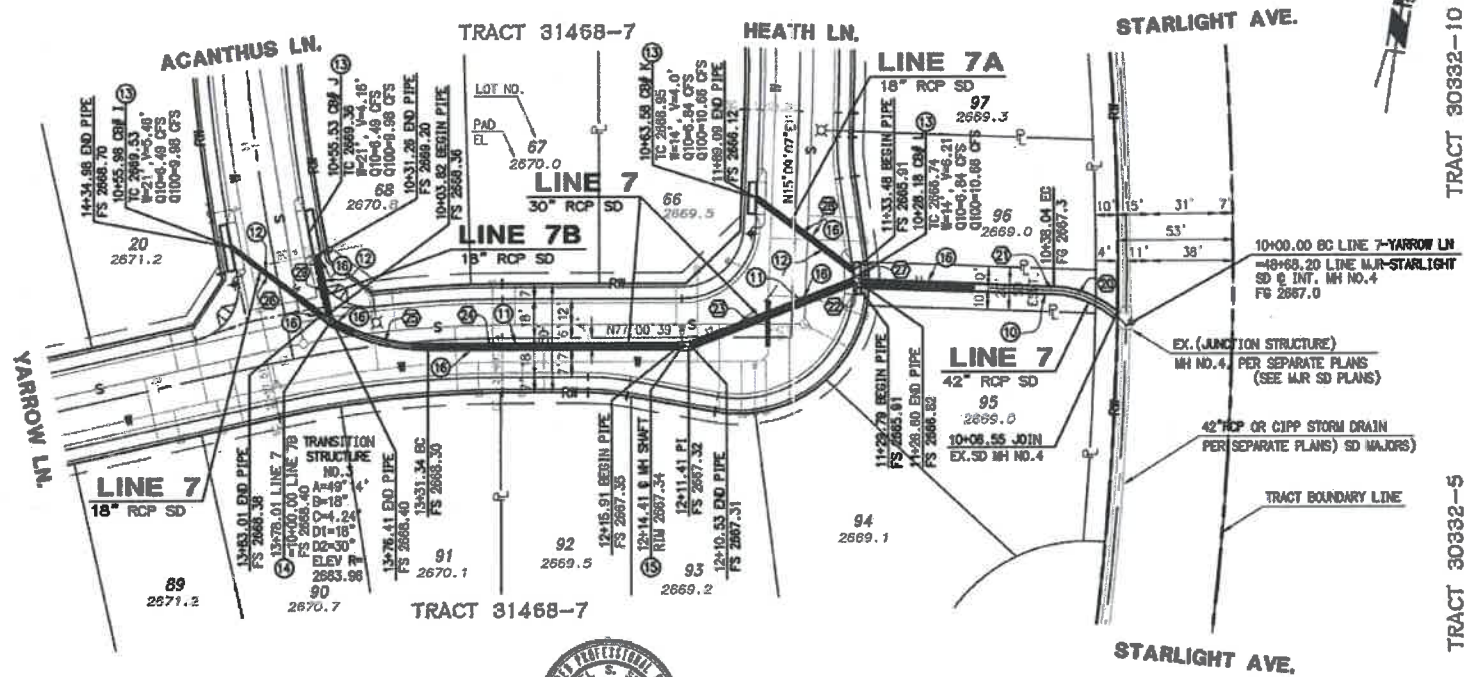 TRACT 31468-7
ACANTHUS LN.
HEATH LN.
STARLIGHT AVE.
TRACT 30332-10
14+34.98 END PIPE
FS 2668.70
13
10+55.98 CB# I
TC 2669.53
W=21', V=5.46'
Q10=6.49 CFS
Q100=9.98 CFS
13
10+55.53 CB# J
TC 2669.36
W=21', V=4.16'
Q10=6.49 CFS
Q100=9.98 CFS
10+31.26 END PIPE
FS 2669.20
10+03.82 BEGIN PIPE
FS 2668.36
LOT NO.
PAD
EL
67
2670.0
68
2670.8
LINE 7
30" RCP SD
LINE 7B
18" RCP SD
66
2669.5
13
10+63.58 CB# K
TC 2668.95
W=14', V=4.0'
Q10=6.84 CFS
Q100=10.66 CFS
11+89.09 END PIPE
FS 2666.12
LINE 7A
18" RCP SD
97
2669.3
11+33.48 BEGIN PIPE
FS 2665.91
13
10+28.18 CB# L
TC 2666.74
W=14', V=6.21
Q10=6.84 CFS
Q100=10.66 CFS
96
2669.0
10+38.04 EC
FG 2667.3
10' 15' 31' 7'
53'
4' 11' 38'
10+00.00 BC LINE 7-YARROW LN
=48+68.20 LINE MJR-STARLIGHT
SD @ INT. MH NO.4
FG 2667.0
EX.(JUNCTION STRUCTURE)
MH NO.4, PER SEPARATE PLANS
(SEE MJR SD PLANS)
42" RCP OR CIPP STORM DRAIN
PER SEPARATE PLANS) SD MAJORS)
TRACT BOUNDARY LINE
20
2671.2
YARROW LN.
LINE 7
18" RCP SD
13+83.01 END PIPE
FS 2668.38
14
13+78.01 LINE 7
=10+00.00 LINE 7B
FS 2668.40
TRANSITION
STRUCTURE
NO.3
A=49° 14'
B=18"
C=4.24'
D1=18"
D2=30"
ELEV R=
2663.96
13+76.41 END PIPE
FS 2668.40
13+31.34 BC
FS 2668.30
12+15.91 BEGIN PIPE
FS 2667.35
15
12+14.41 @ MH SHAFT
RIM 2667.34
12+11.41 PI
FS 2667.32
12+10.53 END PIPE
FS 2667.31
11+29.79 BEGIN PIPE
FS 2665.91
11+28.60 END PIPE
FS 2666.82
LINE 7
42" RCP SD
95
2669.8
10+08.55 JOIN
EX.SD MH NO.4
94
2669.1
89
2671.2
90
2670.7
91
2670.1
92
2669.5
93
2669.2
TRACT 31468-7
STARLIGHT AVE.
TRACT 30332-5